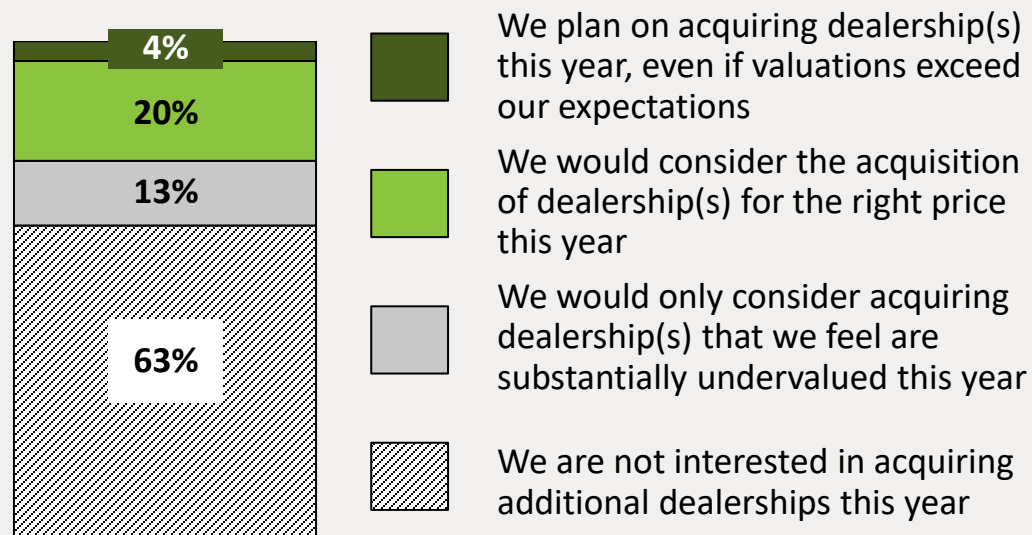 4%
20%
13%
63%
We plan on acquiring dealership(s)
this year, even if valuations exceed
our expectations
We would consider the acquisition
of dealership(s) for the right price
this year
We would only consider acquiring
dealership(s) that we feel are
substantially undervalued this year
We are not interested in acquiring
additional dealerships this year